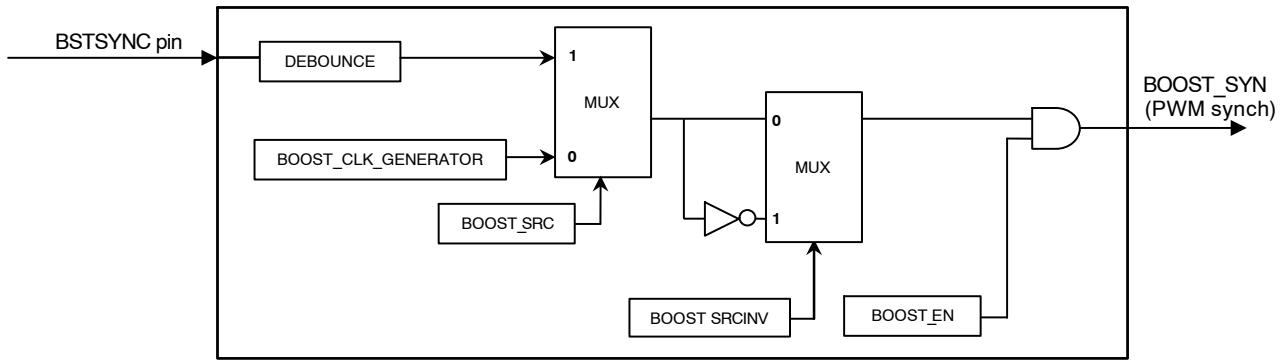 BSTSYNC pin
DEBOUNCE
1
MUX
0
BOOST_CLK_GENERATOR
BOOST_SRC
0
MUX
1
BOOST SRCINV
BOOST_EN
BOOST_SYN
(PWM synch)